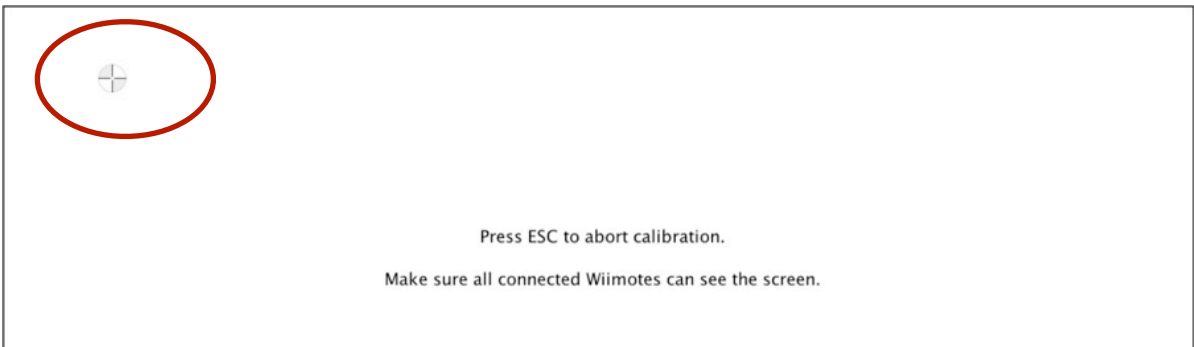 Press ESC to abort calibration.
Make sure all connected Wiimotes can see the screen.